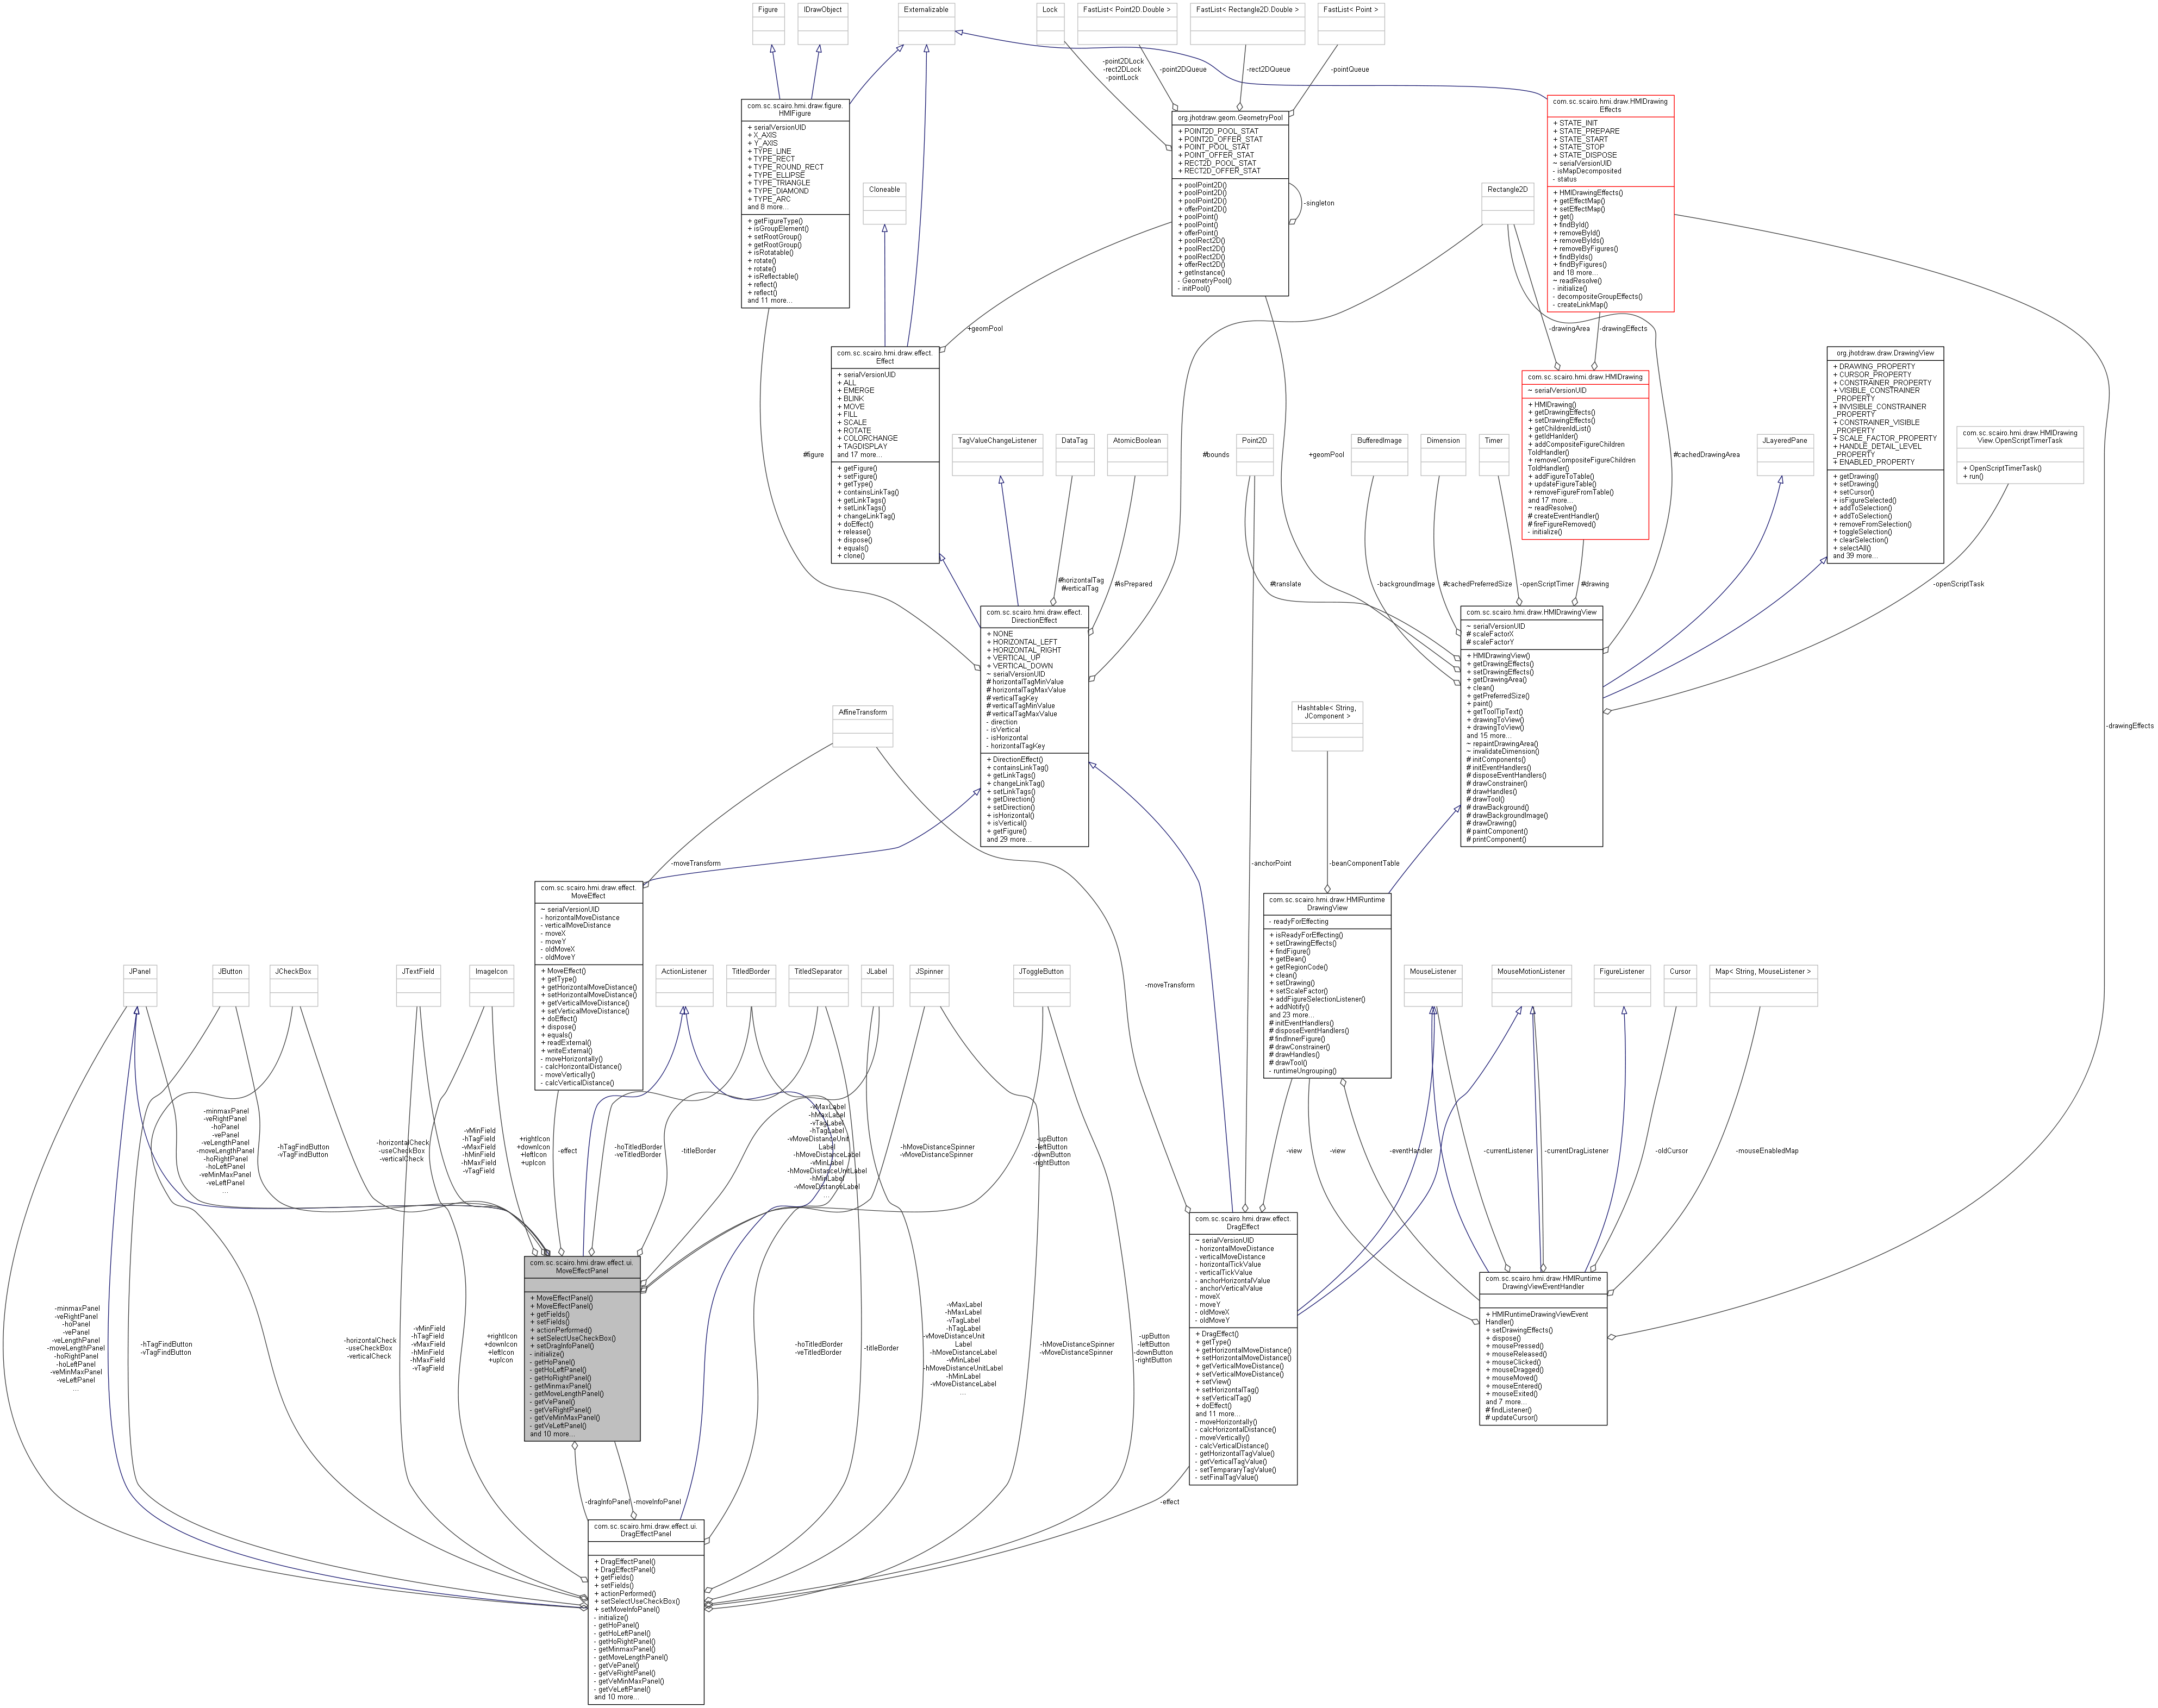 Figure
IDrawObject
Externalizable
Lock
FastList< Point2D.Double >
FastList< Rectangle2D.Double >
FastList< Point >
-point2DLock
-rect2DLock
-pointLock
-point2DQueue
-rect2DQueue
-pointQueue
com.sc.scairo.hmi.draw.figure.
HMIFigure
+ serialVersionUID
+ X_AXIS
+ Y_AXIS
+ TYPE_LINE
+ TYPE_RECT
+ TYPE_ROUND_RECT
+ TYPE_ELLIPSE
+ TYPE_TRIANGLE
+ TYPE_DIAMOND
+ TYPE_ARC
and 8 more...
+ getFigureType()
+ isGroupElement()
+ setRootGroup()
+ getRootGroup()
+ isRotatable()
+ rotate()
+ rotate()
+ isReflectable()
+ reflect()
+ reflect()
and 11 more...
org.jhotdraw.geom.GeometryPool
+ POINT2D_POOL_STAT
+ POINT2D_OFFER_STAT
+ POINT_POOL_STAT
+ POINT_OFFER_STAT
+ RECT2D_POOL_STAT
+ RECT2D_OFFER_STAT
+ poolPoint2D()
+ poolPoint2D()
+ poolPoint2D()
+ offerPoint2D()
+ poolPoint()
+ poolPoint()
+ offerPoint()
+ poolRect2D()
+ poolRect2D()
+ poolRect2D()
+ offerRect2D()
+ getInstance()
- GeometryPool()
- initPool()
-singleton
com.sc.scairo.hmi.draw.HMIDrawing
Effects
+ STATE_INIT
+ STATE_PREPARE
+ STATE_START
+ STATE_STOP
+ STATE_DISPOSE
~ serialVersionUID
- isMapDecomposited
- status
+ HMIDrawingEffects()
+ getEffectMap()
+ setEffectMap()
+ get()
+ findById()
+ removeById()
+ removeByIds()
+ removeByFigures()
+ findByIds()
+ findByFigures()
and 18 more...
~ readResolve()
- initialize()
- decompositeGroupEffects()
- createLinkMap()
Cloneable
Rectangle2D
+geomPool
-drawingArea
-drawingEffects
com.sc.scairo.hmi.draw.effect.
Effect
+ serialVersionUID
+ ALL
+ EMERGE
+ BLINK
+ MOVE
+ FILL
+ SCALE
+ ROTATE
+ COLORCHANGE
+ TAGDISPLAY
and 17 more...
+ getFigure()
+ setFigure()
+ getType()
+ containsLinkTag()
+ getLinkTags()
+ setLinkTags()
+ changeLinkTag()
+ doEffect()
+ release()
+ dispose()
+ equals()
+ clone()
com.sc.scairo.hmi.draw.HMIDrawing
~ serialVersionUID
+ HMIDrawing()
+ getDrawingEffects()
+ setDrawingEffects()
+ getChildrenIdList()
+ getIdHanlder()
+ addCompositeFigureChildren
ToIdHandler()
+ removeCompositeFigureChildren
ToIdHandler()
+ addFigureToTable()
+ updateFigureTable()
+ removeFigureFromTable()
and 17 more...
~ readResolve()
# createEventHandler()
# fireFigureRemoved()
- initialize()
org.jhotdraw.draw.DrawingView
+ DRAWING_PROPERTY
+ CURSOR_PROPERTY
+ CONSTRAINER_PROPERTY
+ VISIBLE_CONSTRAINER
_PROPERTY
+ INVISIBLE_CONSTRAINER
_PROPERTY
+ CONSTRAINER_VISIBLE
_PROPERTY
+ SCALE_FACTOR_PROPERTY
+ HANDLE_DETAIL_LEVEL
_PROPERTY
+ ENABLED_PROPERTY
+ getDrawing()
+ setDrawing()
+ setCursor()
+ isFigureSelected()
+ addToSelection()
+ addToSelection()
+ removeFromSelection()
+ toggleSelection()
+ clearSelection()
+ selectAll()
and 39 more...
com.sc.scairo.hmi.draw.HMIDrawing
View.OpenScriptTimerTask
+ OpenScriptTimerTask()
+ run()
TagValueChangeListener
DataTag
AtomicBoolean
Point2D
BufferedImage
Dimension
Timer
JLayeredPane
#figure
#bounds
+geomPool
#cachedDrawingArea
#horizontalTag
#verticalTag
#isPrepared
#translate
-backgroundImage
#cachedPreferredSize
-openScriptTimer
#drawing
-openScriptTask
com.sc.scairo.hmi.draw.effect.
DirectionEffect
+ NONE
+ HORIZONTAL_LEFT
+ HORIZONTAL_RIGHT
+ VERTICAL_UP
+ VERTICAL_DOWN
~ serialVersionUID
# horizontalTagMinValue
# horizontalTagMaxValue
# verticalTagKey
# verticalTagMinValue
# verticalTagMaxValue
- direction
- isVertical
- isHorizontal
- horizontalTagKey
+ DirectionEffect()
+ containsLinkTag()
+ getLinkTags()
+ changeLinkTag()
+ setLinkTags()
+ getDirection()
+ setDirection()
+ isHorizontal()
+ isVertical()
+ getFigure()
and 29 more...
com.sc.scairo.hmi.draw.HMIDrawingView
~ serialVersionUID
# scaleFactorX
# scaleFactorY
+ HMIDrawingView()
+ getDrawingEffects()
+ setDrawingEffects()
+ getDrawingArea()
+ clean()
+ getPreferredSize()
+ paint()
+ getToolTipText()
+ drawingToView()
+ drawingToView()
and 15 more...
~ repaintDrawingArea()
~ invalidateDimension()
# initComponents()
# initEventHandlers()
# disposeEventHandlers()
# drawConstrainer()
# drawHandles()
# drawTool()
# drawBackground()
# drawBackgroundImage()
# drawDrawing()
# paintComponent()
# printComponent()
AffineTransform
Hashtable< String,
JComponent >
-drawingEffects
-moveTransform
-anchorPoint
-beanComponentTable
com.sc.scairo.hmi.draw.effect.
MoveEffect
~ serialVersionUID
- horizontalMoveDistance
- verticalMoveDistance
- moveX
- moveY
- oldMoveX
- oldMoveY
+ MoveEffect()
+ getType()
+ getHorizontalMoveDistance()
+ setHorizontalMoveDistance()
+ getVerticalMoveDistance()
+ setVerticalMoveDistance()
+ doEffect()
+ dispose()
+ equals()
+ readExternal()
+ writeExternal()
- moveHorizontally()
- calcHorizontalDistance()
- moveVertically()
- calcVerticalDistance()
com.sc.scairo.hmi.draw.HMIRuntime
DrawingView
- readyForEffecting
+ isReadyForEffecting()
+ setDrawingEffects()
+ findFigure()
+ getBean()
+ getRegionCode()
+ clean()
+ setDrawing()
+ setScaleFactor()
+ addFigureSelectionListener()
+ addNotify()
and 23 more...
# initEventHandlers()
# disposeEventHandlers()
# findInnerFigure()
# drawConstrainer()
# drawHandles()
# drawTool()
- runtimeUngrouping()
JPanel
JButton
JCheckBox
JTextField
ImageIcon
ActionListener
TitledBorder
TitledSeparator
JLabel
JSpinner
JToggleButton
-moveTransform
MouseListener
MouseMotionListener
FigureListener
Cursor
Map< String, MouseListener >
-minmaxPanel
-veRightPanel
-hoPanel
-vePanel
-veLengthPanel
-moveLengthPanel
-hoRightPanel
-hoLeftPanel
-veMinMaxPanel
-veLeftPanel
...
-hTagFindButton
-vTagFindButton
-horizontalCheck
-useCheckBox
-verticalCheck
-vMinField
-hTagField
-vMaxField
-hMinField
-hMaxField
-vTagField
+rightIcon
+downIcon
+leftIcon
+upIcon
-effect
-hoTitledBorder
-veTitledBorder
-titleBorder
-vMaxLabel
-hMaxLabel
-vTagLabel
-hTagLabel
-vMoveDistanceUnit
Label
-hMoveDistanceLabel
-vMinLabel
-hMoveDistanceUnitLabel
-hMinLabel
-vMoveDistanceLabel
...
-hMoveDistanceSpinner
-vMoveDistanceSpinner
-upButton
-leftButton
-downButton
-rightButton
-view
-view
-eventHandler
-currentListener
-currentDragListener
-oldCursor
-mouseEnabledMap
com.sc.scairo.hmi.draw.effect.ui.
MoveEffectPanel
+ MoveEffectPanel()
+ MoveEffectPanel()
+ getFields()
+ setFields()
+ actionPerformed()
+ setSelectUseCheckBox()
+ setDragInfoPanel()
- initialize()
- getHoPanel()
- getHoLeftPanel()
- getHoRightPanel()
- getMinmaxPanel()
- getMoveLengthPanel()
- getVePanel()
- getVeRightPanel()
- getVeMinMaxPanel()
- getVeLeftPanel()
and 10 more...
com.sc.scairo.hmi.draw.effect.
DragEffect
~ serialVersionUID
- horizontalMoveDistance
- verticalMoveDistance
- horizontalTickValue
- verticalTickValue
- anchorHorizontalValue
- anchorVerticalValue
- moveX
- moveY
- oldMoveX
- oldMoveY
+ DragEffect()
+ getType()
+ getHorizontalMoveDistance()
+ setHorizontalMoveDistance()
+ getVerticalMoveDistance()
+ setVerticalMoveDistance()
+ setView()
+ setHorizontalTag()
+ setVerticalTag()
+ doEffect()
and 11 more...
- moveHorizontally()
- calcHorizontalDistance()
- moveVertically()
- calcVerticalDistance()
- getHorizontalTagValue()
- getVerticalTagValue()
- setTempararyTagValue()
- setFinalTagValue()
com.sc.scairo.hmi.draw.HMIRuntime
DrawingViewEventHandler
+ HMIRuntimeDrawingViewEvent
Handler()
+ setDrawingEffects()
+ dispose()
+ mousePressed()
+ mouseReleased()
+ mouseClicked()
+ mouseDragged()
+ mouseMoved()
+ mouseEntered()
+ mouseExited()
and 7 more...
# findListener()
# updateCursor()
-minmaxPanel
-veRightPanel
-hoPanel
-vePanel
-veLengthPanel
-moveLengthPanel
-hoRightPanel
-hoLeftPanel
-veMinMaxPanel
-veLeftPanel
...
-hTagFindButton
-vTagFindButton
-horizontalCheck
-useCheckBox
-verticalCheck
-vMinField
-hTagField
-vMaxField
-hMinField
-hMaxField
-vTagField
+rightIcon
+downIcon
+leftIcon
+upIcon
-hoTitledBorder
-veTitledBorder
-titleBorder
-vMaxLabel
-hMaxLabel
-vTagLabel
-hTagLabel
-vMoveDistanceUnit
Label
-hMoveDistanceLabel
-vMinLabel
-hMoveDistanceUnitLabel
-hMinLabel
-vMoveDistanceLabel
...
-hMoveDistanceSpinner
-vMoveDistanceSpinner
-upButton
-leftButton
-downButton
-rightButton
-dragInfoPanel
-moveInfoPanel
-effect
com.sc.scairo.hmi.draw.effect.ui.
DragEffectPanel
+ DragEffectPanel()
+ DragEffectPanel()
+ getFields()
+ setFields()
+ actionPerformed()
+ setSelectUseCheckBox()
+ setMoveInfoPanel()
- initialize()
- getHoPanel()
- getHoLeftPanel()
- getHoRightPanel()
- getMinmaxPanel()
- getMoveLengthPanel()
- getVePanel()
- getVeRightPanel()
- getVeMinMaxPanel()
- getVeLeftPanel()
and 10 more...